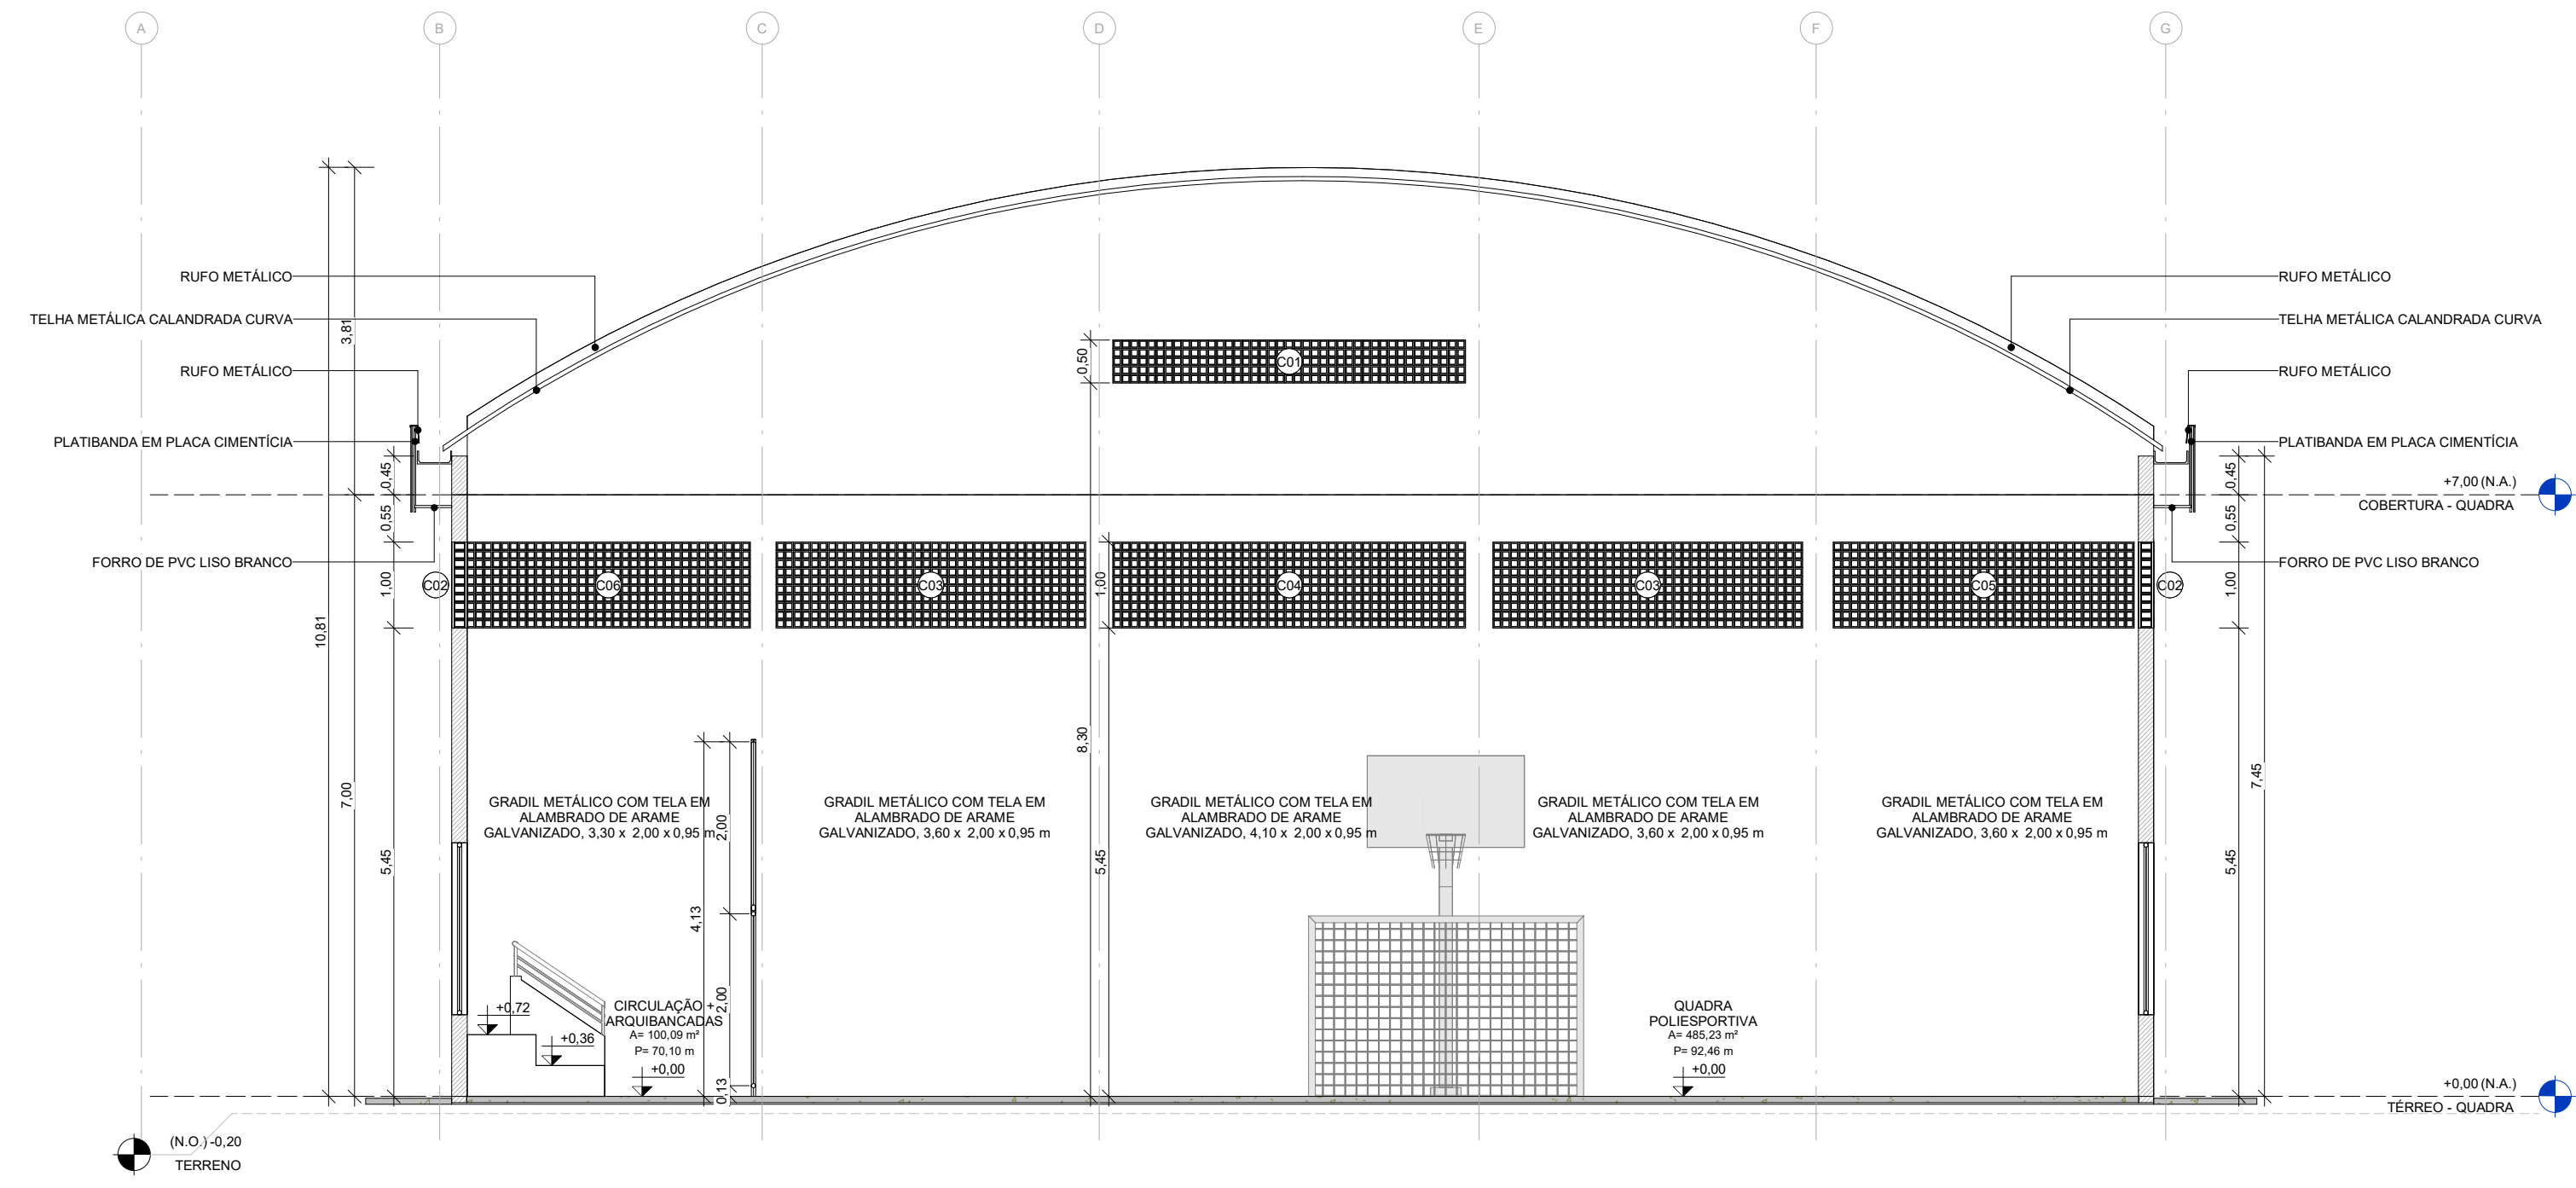 A
B
C
D
E
F
G
RUFO METÁLICO
TELHA METÁLICA CALANDRADA CURVA
RUFO METÁLICO
PLATIBANDA EM PLACA CIMENTÍCIA
FORRO DE PVC LISO BRANCO
RUFO METÁLICO
TELHA METÁLICA CALANDRADA CURVA
RUFO METÁLICO
PLATIBANDA EM PLACA CIMENTÍCIA
+7,00 (N.A.)
COBERTURA - QUADRA
FORRO DE PVC LISO BRANCO
10,81
3,81
7,00
0,45
0,55
1,00
5,45
0,50
8,30
1,00
5,45
0,45
0,55
1,00
5,45
7,45
C01
C02
C06
C03
C04
C03
C05
C02
4,13
2,00
2,00
0,13
GRADIL METÁLICO COM TELA EM
ALAMBRADO DE ARAME
GALVANIZADO, 3,30 x 2,00 x 0,95 m
GRADIL METÁLICO COM TELA EM
ALAMBRADO DE ARAME
GALVANIZADO, 3,60 x 2,00 x 0,95 m
GRADIL METÁLICO COM TELA EM
ALAMBRADO DE ARAME
GALVANIZADO, 4,10 x 2,00 x 0,95 m
GRADIL METÁLICO COM TELA EM
ALAMBRADO DE ARAME
GALVANIZADO, 3,60 x 2,00 x 0,95 m
GRADIL METÁLICO COM TELA EM
ALAMBRADO DE ARAME
GALVANIZADO, 3,60 x 2,00 x 0,95 m
+0,72
+0,36
CIRCULAÇÃO +
ARQUIBANCADAS
A= 100,09 m²
P= 70,10 m
+0,00
QUADRA
POLIESPORTIVA
A= 485,23 m²
P= 92,46 m
+0,00
+0,00 (N.A.)
TÉRREO - QUADRA
(N.O.) -0,20
TERRENO